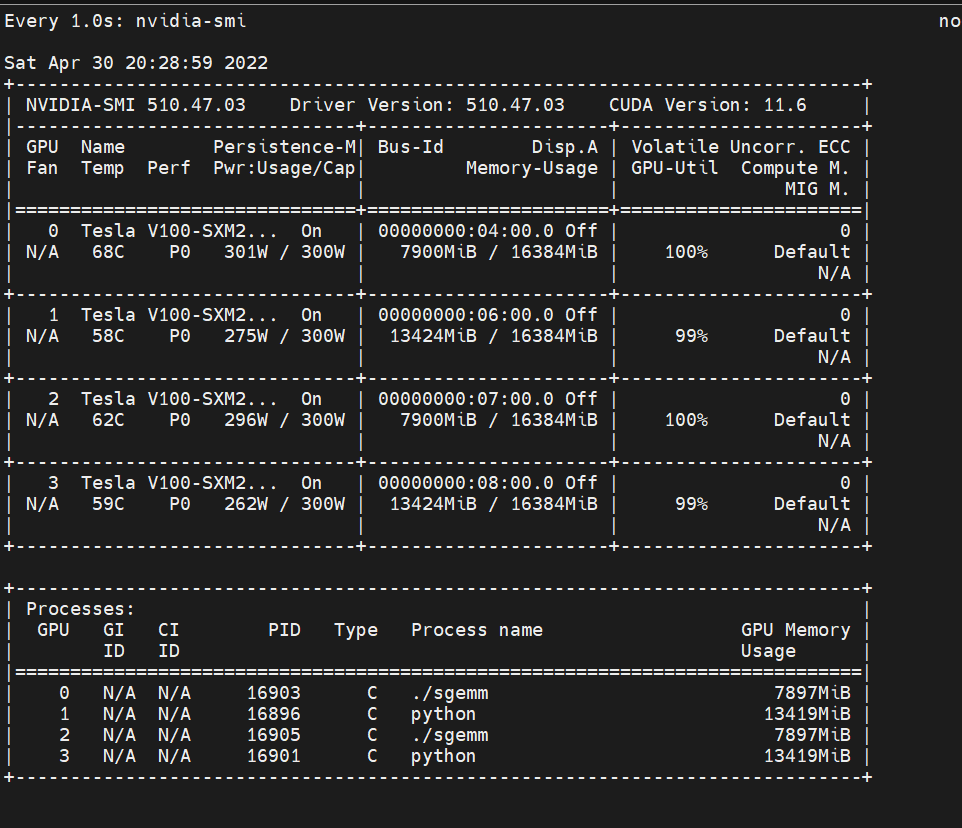 Every 1.0s: nvidia-smi                                                               no
Sat Apr 30 20:28:59 2022
+-----------------------------------------------------------------------------+
| NVIDIA-SMI 510.47.03    Driver Version: 510.47.03    CUDA Version: 11.6     |
|-------------------------------+----------------------+----------------------+
| GPU  Name        Persistence-M| Bus-Id        Disp.A | Volatile Uncorr. ECC |
| Fan  Temp  Perf  Pwr:Usage/Cap|         Memory-Usage | GPU-Util  Compute M. |
|                               |                      |               MIG M. |
|===============================+======================+======================|
|   0  Tesla V100-SXM2...  On   | 00000000:04:00.0 Off |                    0 |
| N/A   68C    P0   301W / 300W |   7900MiB / 16384MiB |    100%      Default |
|                               |                      |                  N/A |
+-------------------------------+----------------------+----------------------+
|   1  Tesla V100-SXM2...  On   | 00000000:06:00.0 Off |                    0 |
| N/A   58C    P0   275W / 300W |  13424MiB / 16384MiB |     99%      Default |
|                               |                      |                  N/A |
+-------------------------------+----------------------+----------------------+
|   2  Tesla V100-SXM2...  On   | 00000000:07:00.0 Off |                    0 |
| N/A   62C    P0   296W / 300W |   7900MiB / 16384MiB |    100%      Default |
|                               |                      |                  N/A |
+-------------------------------+----------------------+----------------------+
|   3  Tesla V100-SXM2...  On   | 00000000:08:00.0 Off |                    0 |
| N/A   59C    P0   262W / 300W |  13424MiB / 16384MiB |     99%      Default |
|                               |                      |                  N/A |
+-------------------------------+----------------------+----------------------+
+-----------------------------------------------------------------------------+
| Processes:                                                                  |
|  GPU   GI   CI        PID   Type   Process name                  GPU Memory |
|        ID   ID                                                   Usage      |
|=============================================================================|
|    0   N/A  N/A     16903      C   ./sgemm                          7897MiB |
|    1   N/A  N/A     16896      C   python                          13419MiB |
|    2   N/A  N/A     16905      C   ./sgemm                          7897MiB |
|    3   N/A  N/A     16901      C   python                          13419MiB |
+-----------------------------------------------------------------------------+